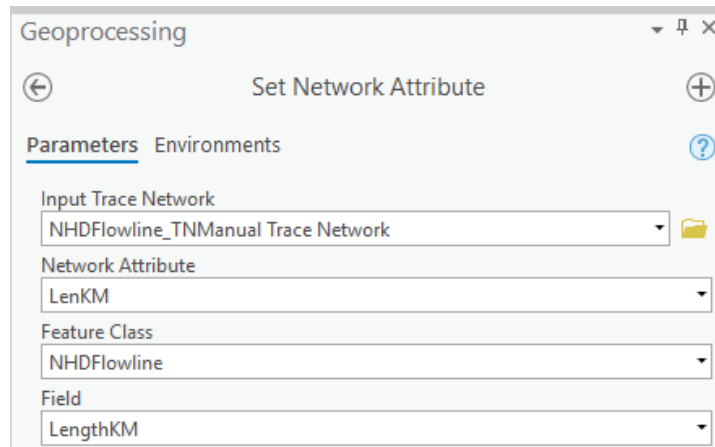 Geoprocessing
Set Network Attribute
Parameters Environments
Input Trace Network
NHDFlowline_TNManual Trace Network
Network Attribute
LenKM
Feature Class
NHDFlowline
Field
LengthKM